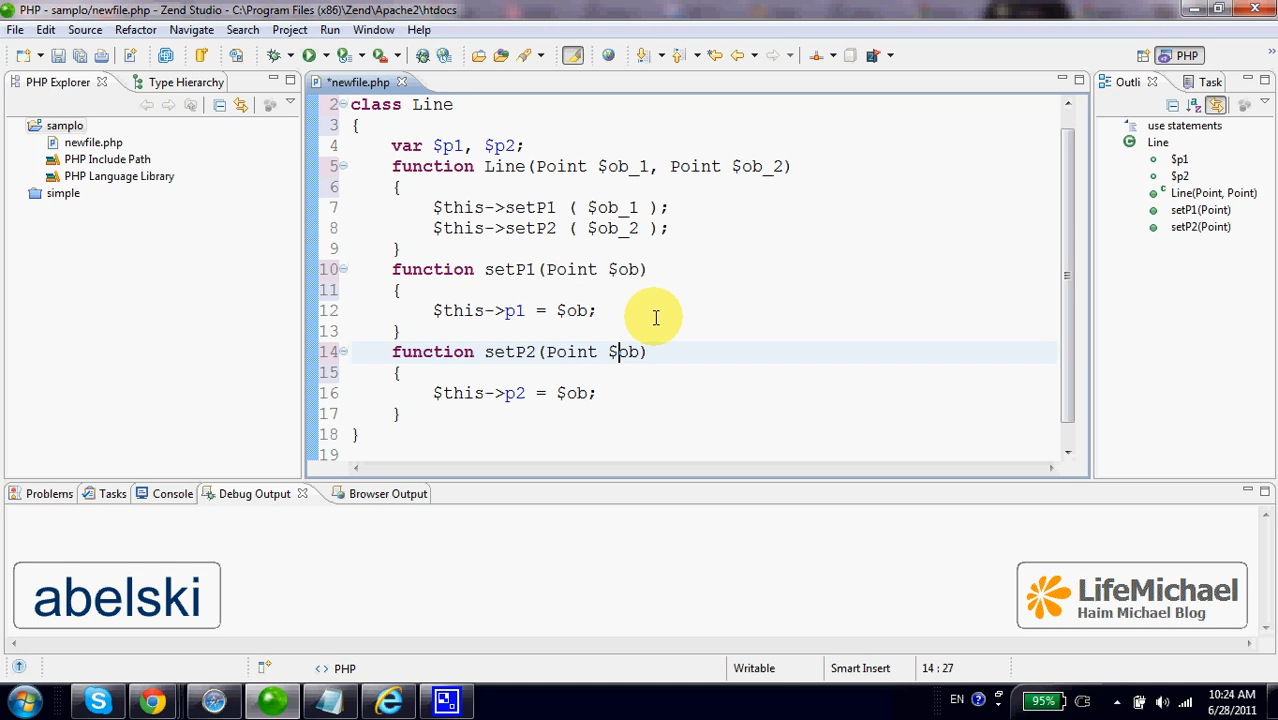 PHP - samplo/newfile.php - Zend Studio - C:\Program Files (x86)\Zend\Apache2\htdocs
File Edit Source Refactor Navigate Search Project Run Window Help
PHP
PHP Explorer Type Hierarchy
samplo
newfile.php
PHP Include Path
PHP Language Library
simple
*newfile.php
2 class Line
3 {
4 var $p1, $p2;
5 function Line(Point $ob_1, Point $ob_2)
6 {
7 $this->setP1 ( $ob_1 );
8 $this->setP2 ( $ob_2 );
9 }
10 function setP1(Point $ob)
11 {
12 $this->p1 = $ob;
13 }
14 function setP2(Point $ob)
15 {
16 $this->p2 = $ob;
17 }
18 }
19
Outli Task
use statements
Line
$p1
$p2
Line(Point, Point)
setP1(Point)
setP2(Point)
Problems Tasks Console Debug Output Browser Output
abelski
LifeMichael
Haim Michael Blog
<> PHP Writable Smart Insert 14 : 27
EN 95% 10:24 AM
6/28/2011